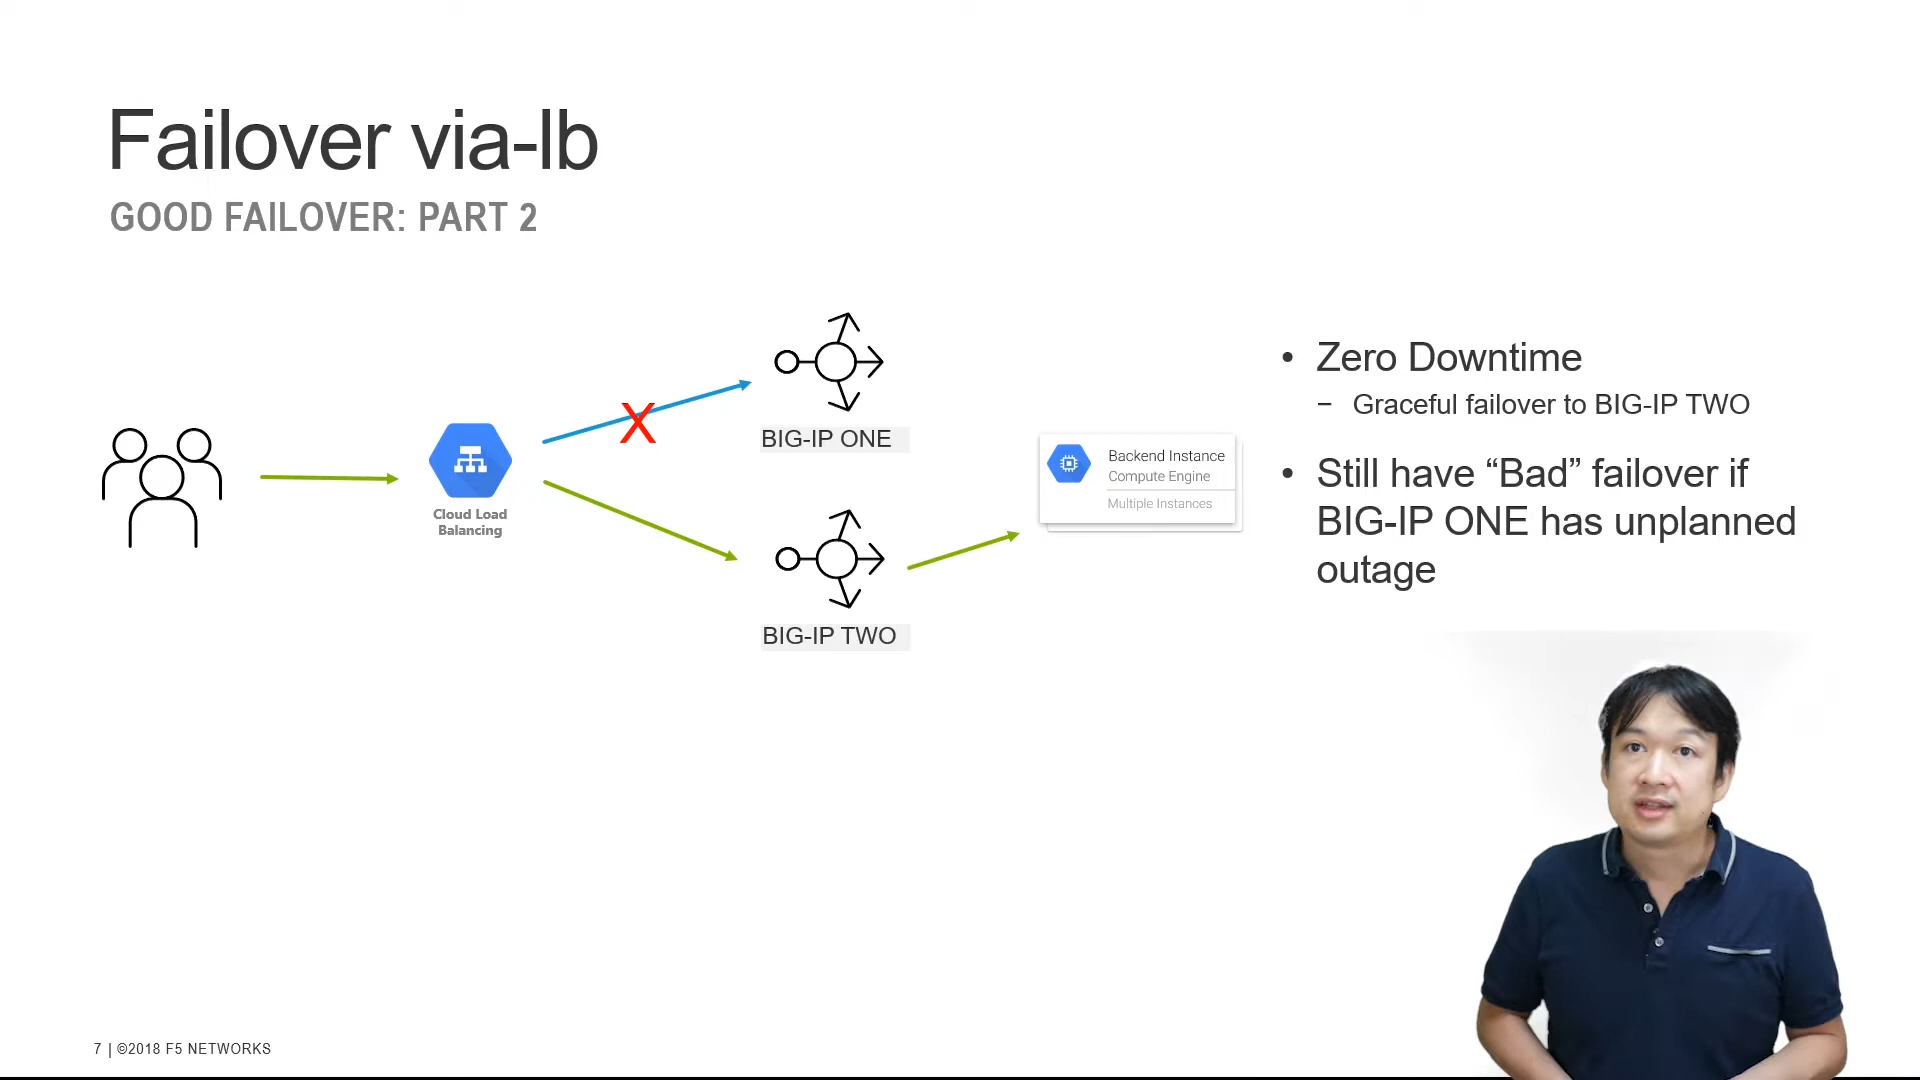 Failover via-lb
GOOD FAILOVER: PART 2
X
BIG-IP ONE
Cloud Load
Balancing
BIG-IP TWO
Backend Instance
Compute Engine
Multiple Instances
• Zero Downtime
– Graceful failover to BIG-IP TWO
• Still have “Bad” failover if
BIG-IP ONE has unplanned
outage
7 | ©2018 F5 NETWORKS